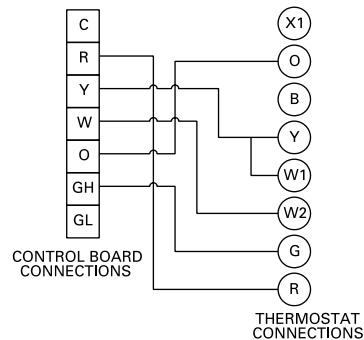 C
R
Y
W
O
GH
GL
CONTROL BOARD
CONNECTIONS
X1
O
B
Y
W1
W2
G
R
THERMOSTAT
CONNECTIONS